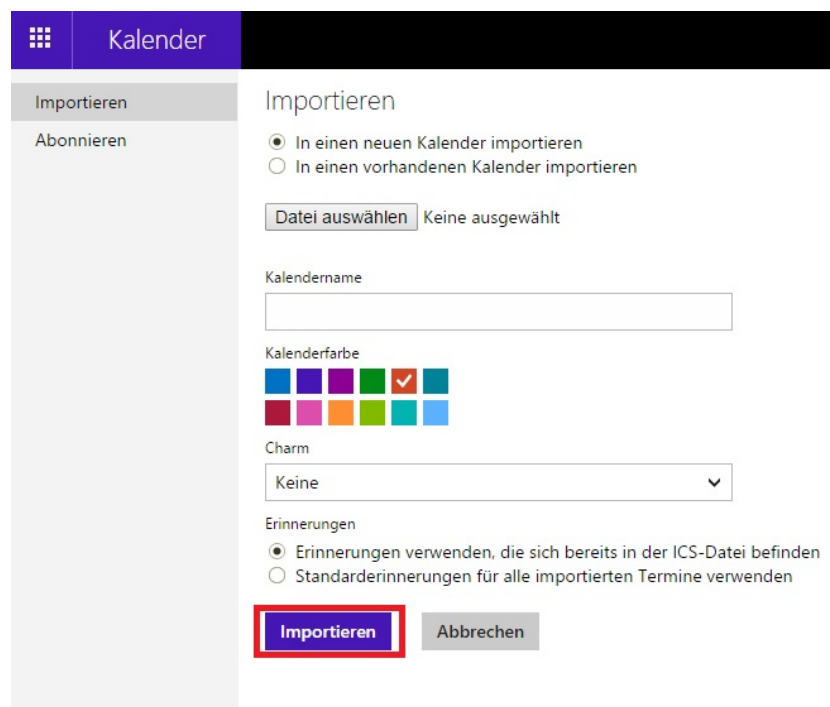 Kalender
Importieren
Abonnieren
Importieren
In einen neuen Kalender importieren
In einen vorhandenen Kalender importieren
Datei auswählen Keine ausgewählt
Kalendername
Kalenderfarbe
Charm
Keine
Erinnerungen
Erinnerungen verwenden, die sich bereits in der ICS-Datei befinden
Standarderinnerungen für alle importierten Termine verwenden
Importieren Abbrechen